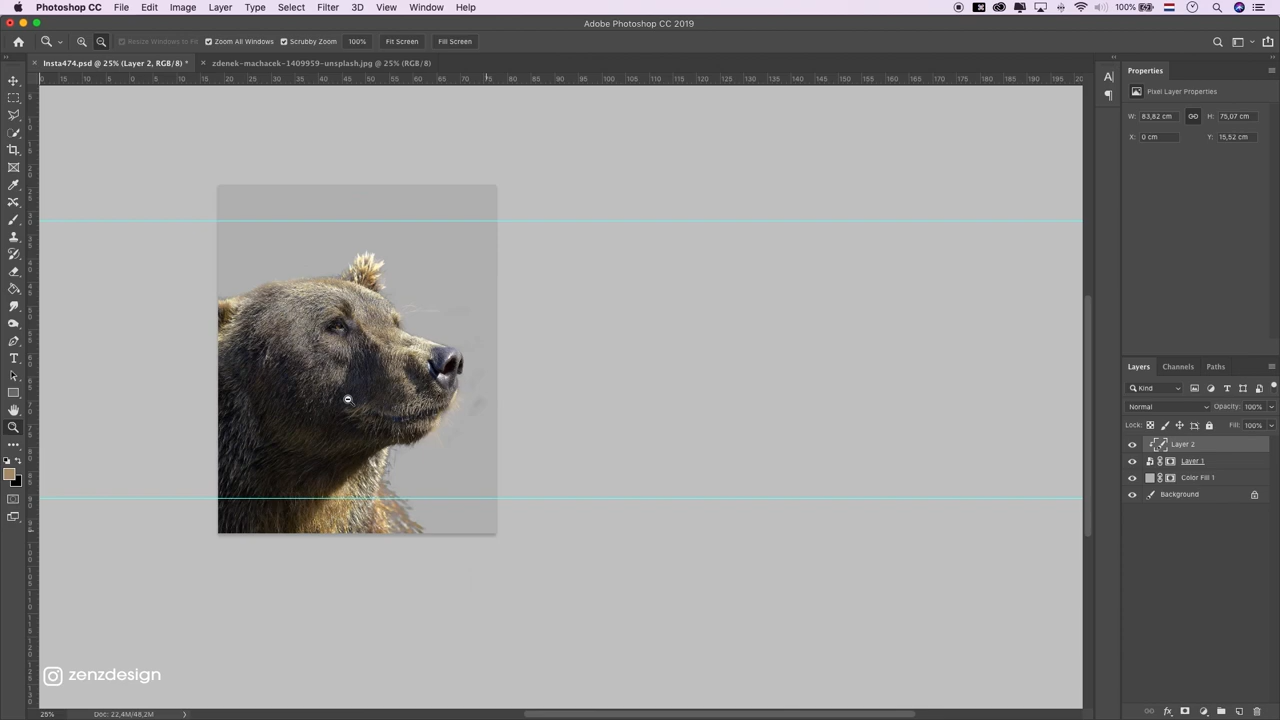 Photoshop CC File Edit Image Layer Type Select Filter 3D View Window Help 100%
Adobe Photoshop CC 2019
Resize Windows to Fit Zoom All Windows Scrubby Zoom 100% Fit Screen Fill Screen
Insta474.psd @ 25% (Layer 2, RGB/8) * zdenek-machacek-1409959-unsplash.jpg @ 25% (RGB/8)
Properties
Pixel Layer Properties
W: 83,82 cm H: 75,07 cm
X: 0 cm Y: 15,52 cm
Layers Channels Paths
Kind
Normal Opacity: 100%
Lock: Fill: 100%
Layer 2
Layer 1
Color Fill 1
Background
zenzdesign
25% Doc: 22,4M/48,2M